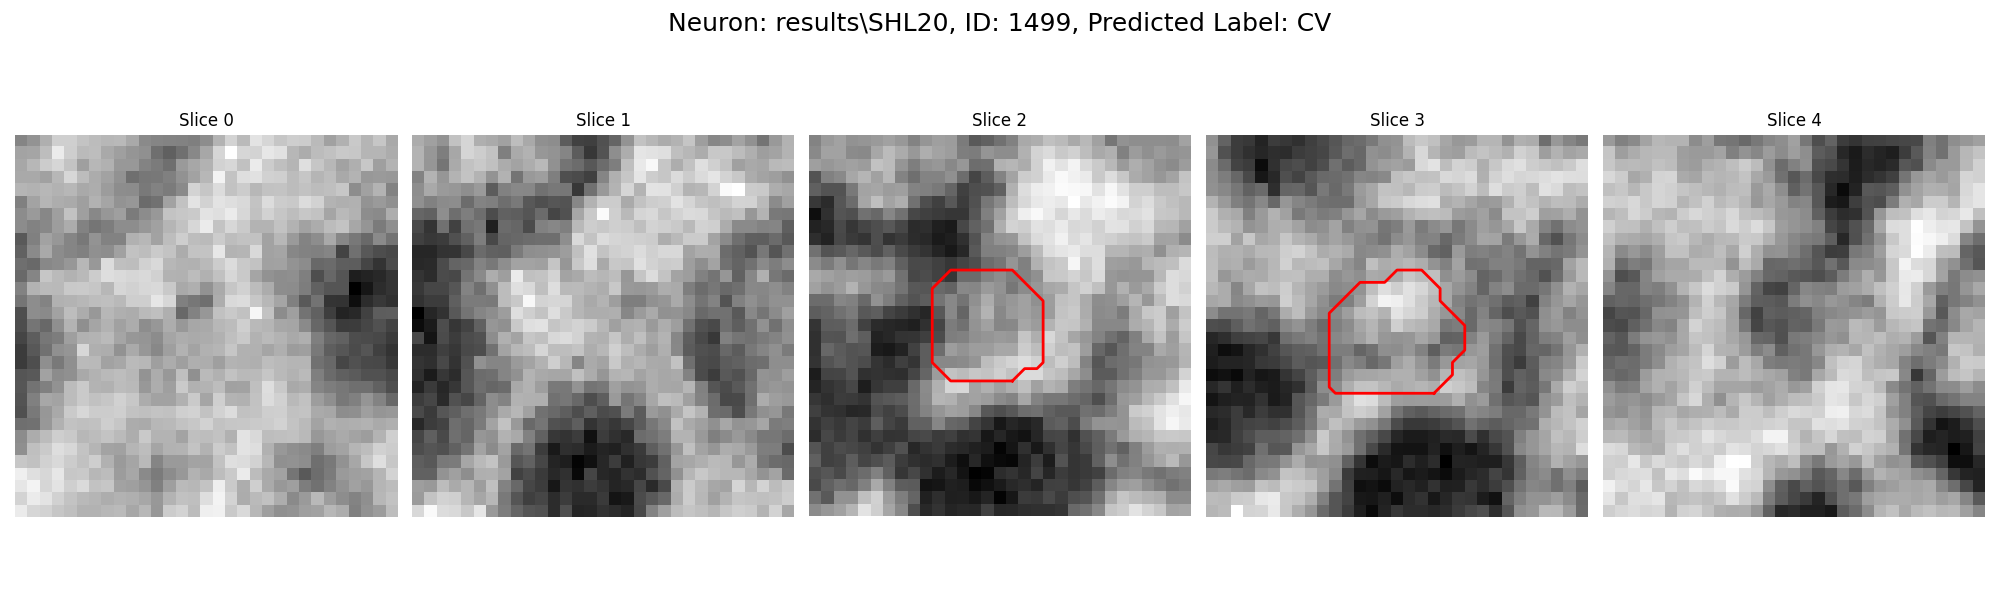 Neuron: results\SHL20, ID: 1499, Predicted Label: CV
Slice 0
Slice 1
Slice 2
Slice 3
Slice 4